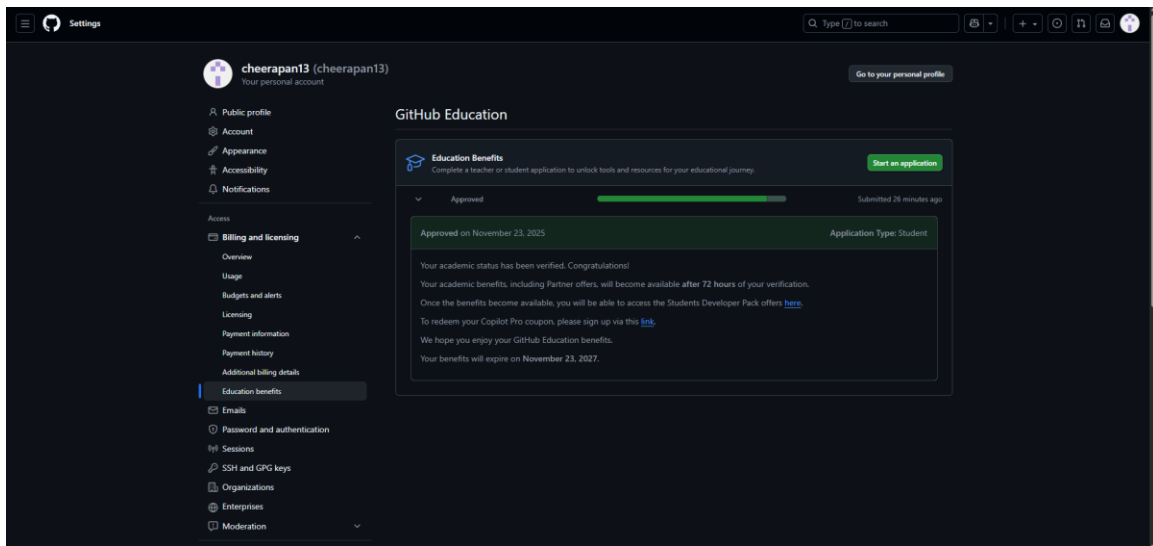 Settings
Type / to search
cheerapan13 (cheerapan13)
Your personal account
Go to your personal profile
Public profile
Account
Appearance
Accessibility
Notifications
Access
Billing and licensing
Overview
Usage
Budgets and alerts
Licensing
Payment information
Payment history
Additional billing details
Education benefits
Emails
Password and authentication
Sessions
SSH and GPG keys
Organizations
Enterprises
Moderation
GitHub Education
Education Benefits
Complete a teacher or student application to unlock tools and resources for your educational journey.
Start an application
Approved
Submitted 26 minutes ago
Approved on November 23, 2025
Application Type: Student
Your academic status has been verified. Congratulations!
Your academic benefits, including Partner offers, will become available after 72 hours of your verification.
Once the benefits become available, you will be able to access the Students Developer Pack offers here.
To redeem your Copilot Pro coupon, please sign up via this link.
We hope you enjoy your GitHub Education benefits.
Your benefits will expire on November 23, 2027.